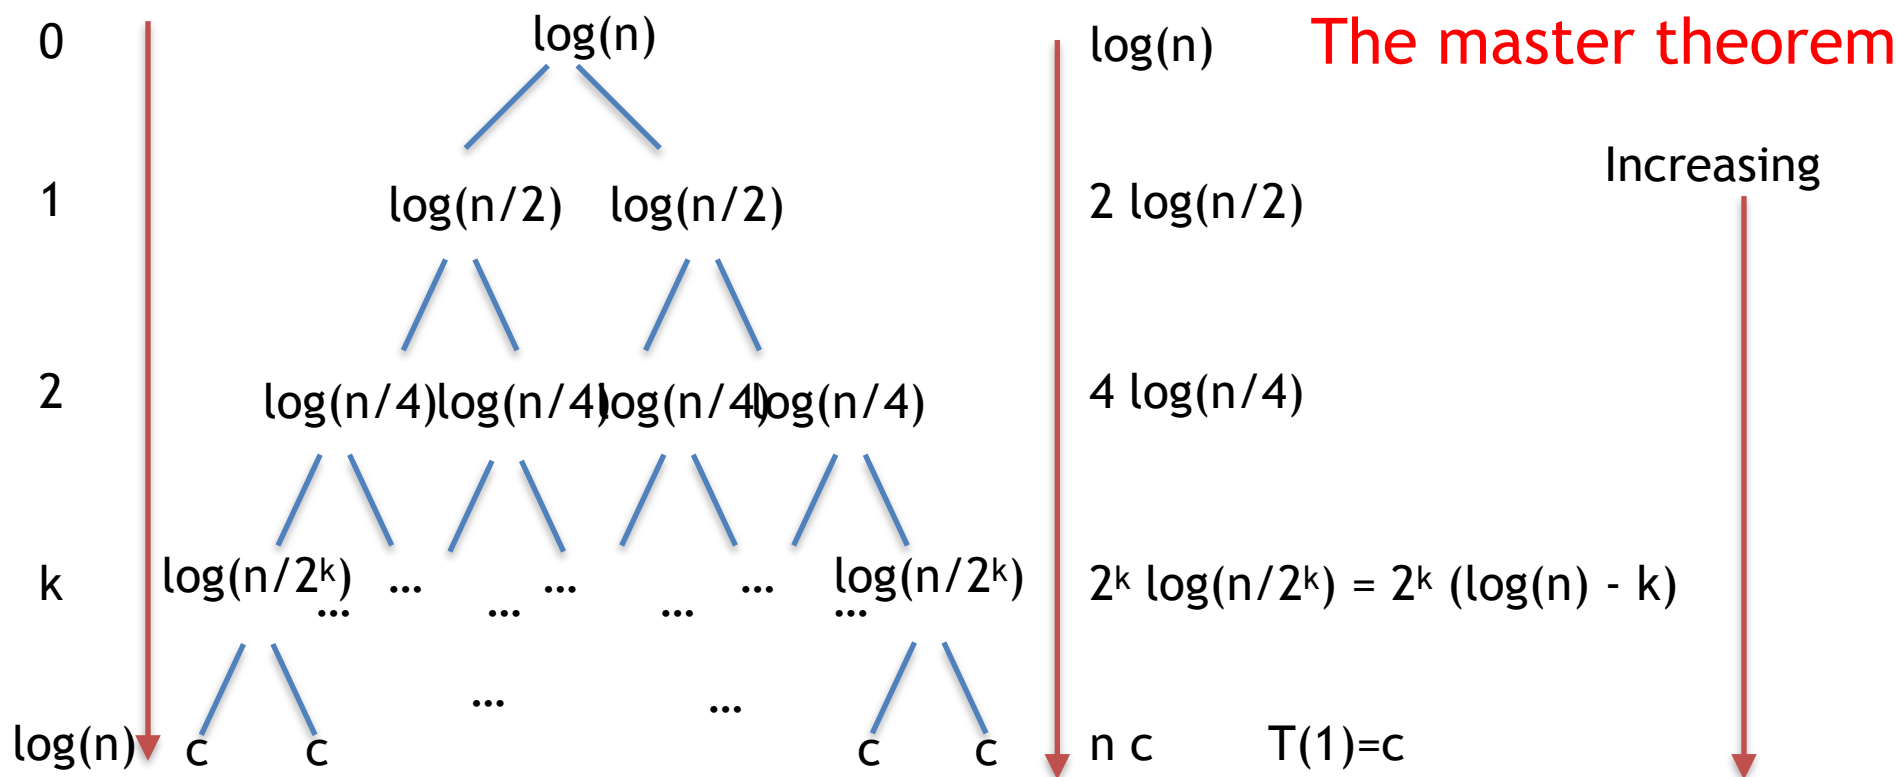 0 log(n) log(n) The master theorem
Increasing
1 log(n/2) log(n/2) 2 log(n/2)
2 log(n/4) log(n/4) log(n/4) log(n/4) 4 log(n/4)
k log(n/2ᵏ) ... ... ... log(n/2ᵏ) 2ᵏ log(n/2ᵏ) = 2ᵏ (log(n) - k)
... ... ... ...
... ...
log(n) c c c c n c T(1)=c